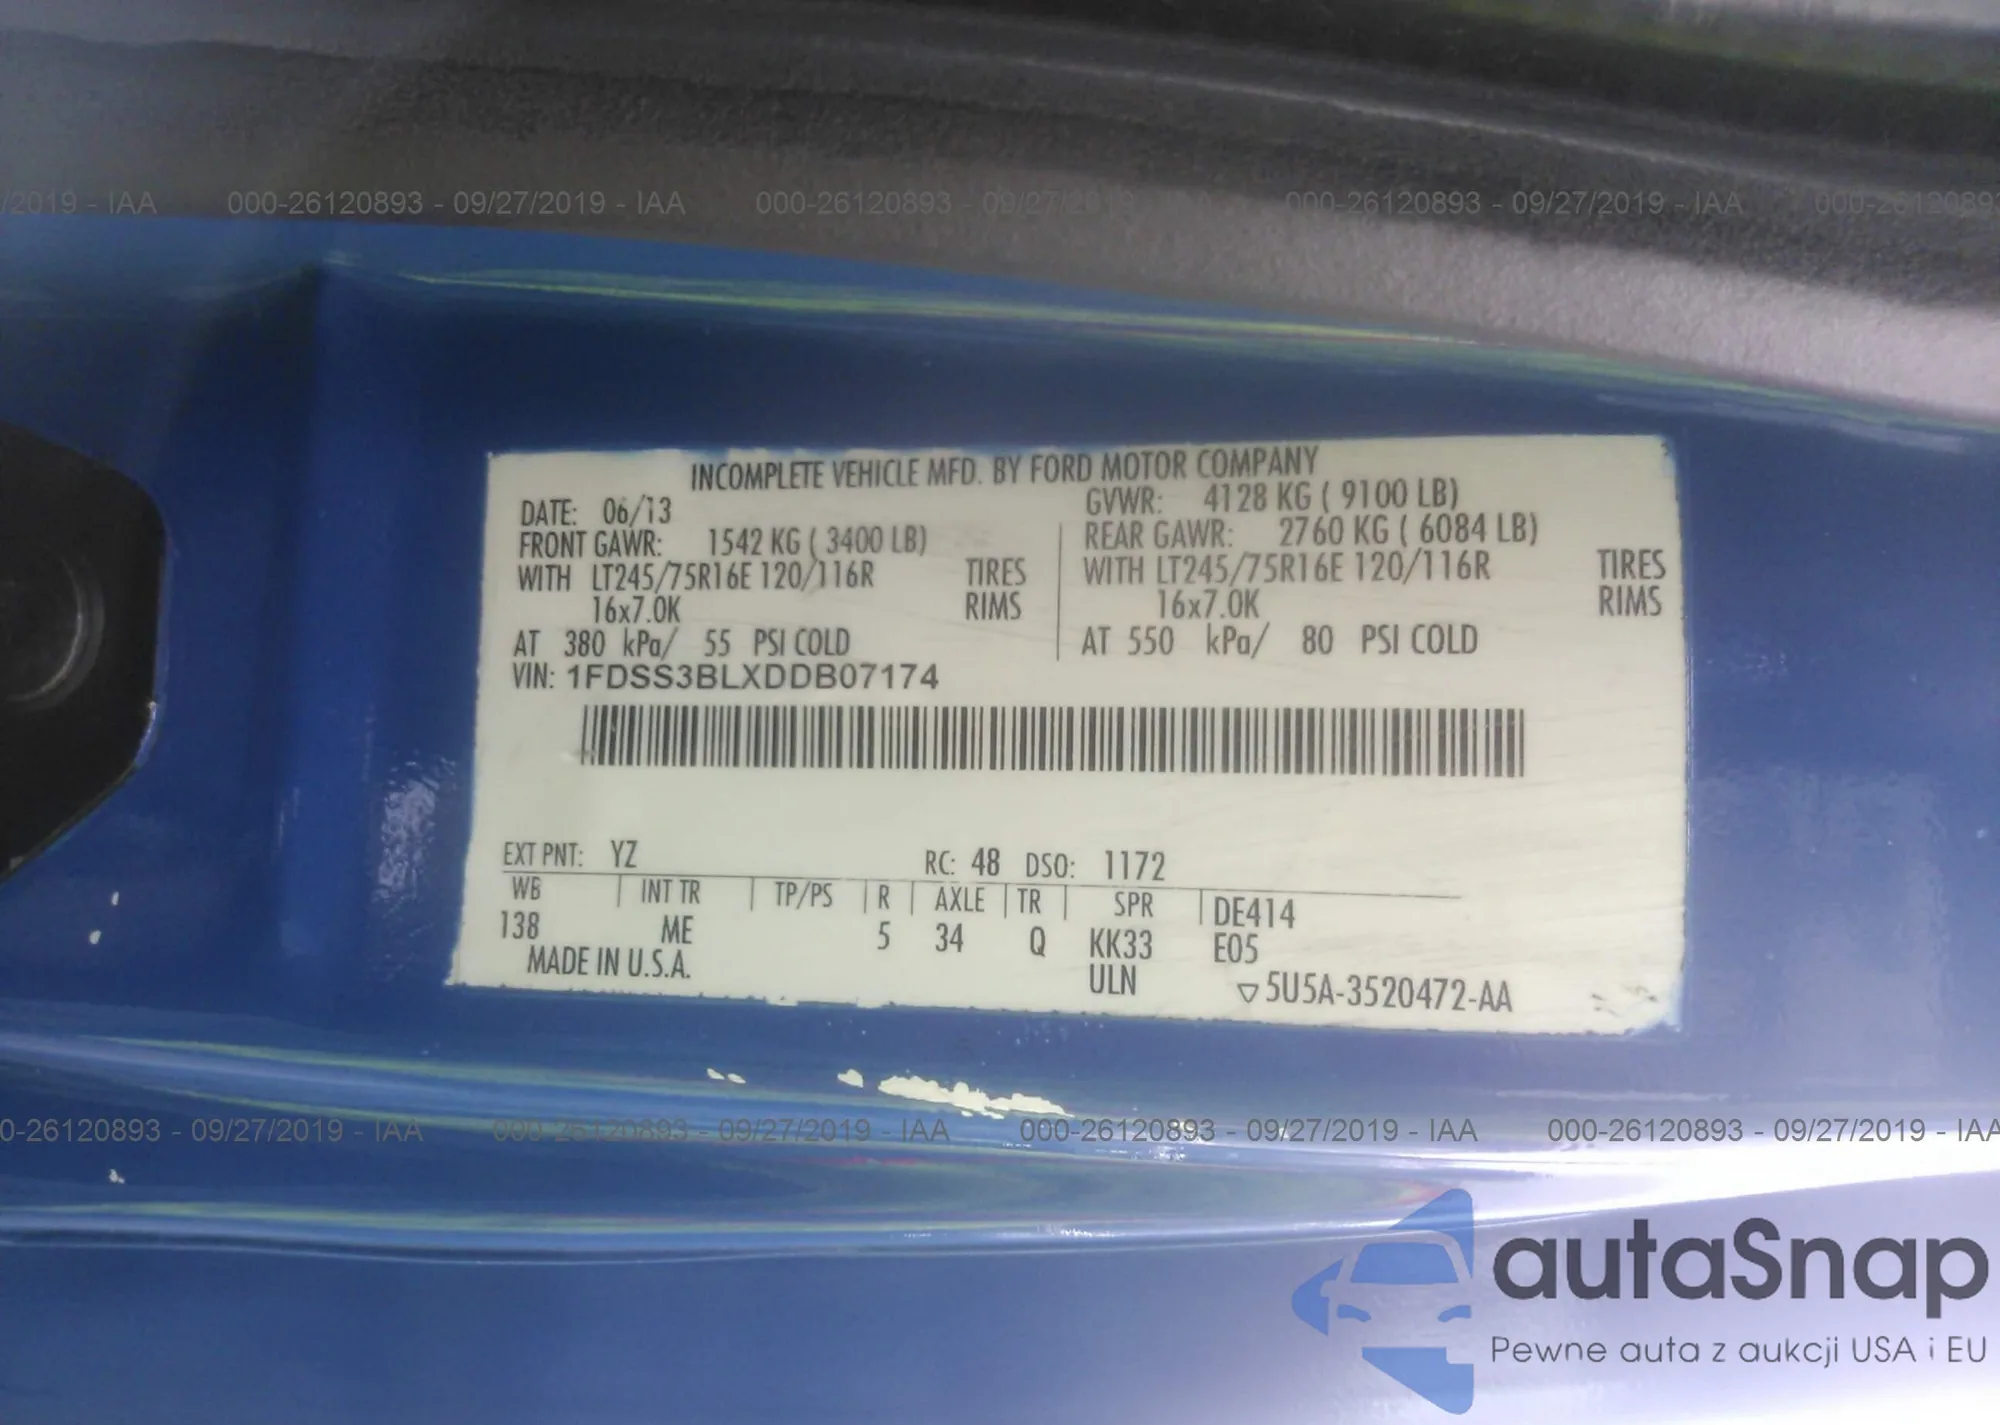 /2019 - IAA 000-26120893 - 09/27/2019 - IAA 000-26120893 - 09/27/2019 - IAA 000-26120893 - 09/27/2019 - IAA 000-26120893
INCOMPLETE VEHICLE MFD. BY FORD MOTOR COMPANY
DATE: 06/13 GVWR: 4128 KG ( 9100 LB)
FRONT GAWR: 1542 KG ( 3400 LB) REAR GAWR: 2760 KG ( 6084 LB)
WITH LT245/75R16E 120/116R TIRES WITH LT245/75R16E 120/116R TIRES
16x7.0K RIMS 16x7.0K RIMS
AT 380 kPa/ 55 PSI COLD AT 550 kPa/ 80 PSI COLD
VIN: 1FDSS3BLXDDB07174
EXT PNT: YZ RC: 48 DSO: 1172
WB INT TR TP/PS R AXLE TR SPR DE414
138 ME 5 34 Q KK33 E05
MADE IN U.S.A. ULN ▽5U5A-3520472-AA
0-26120893 - 09/27/2019 - IAA 000-26120893 - 09/27/2019 - IAA 000-26120893 - 09/27/2019 - IAA 000-26120893 - 09/27/2019 - IAA
autaSnap
Pewne auta z aukcji USA i EU